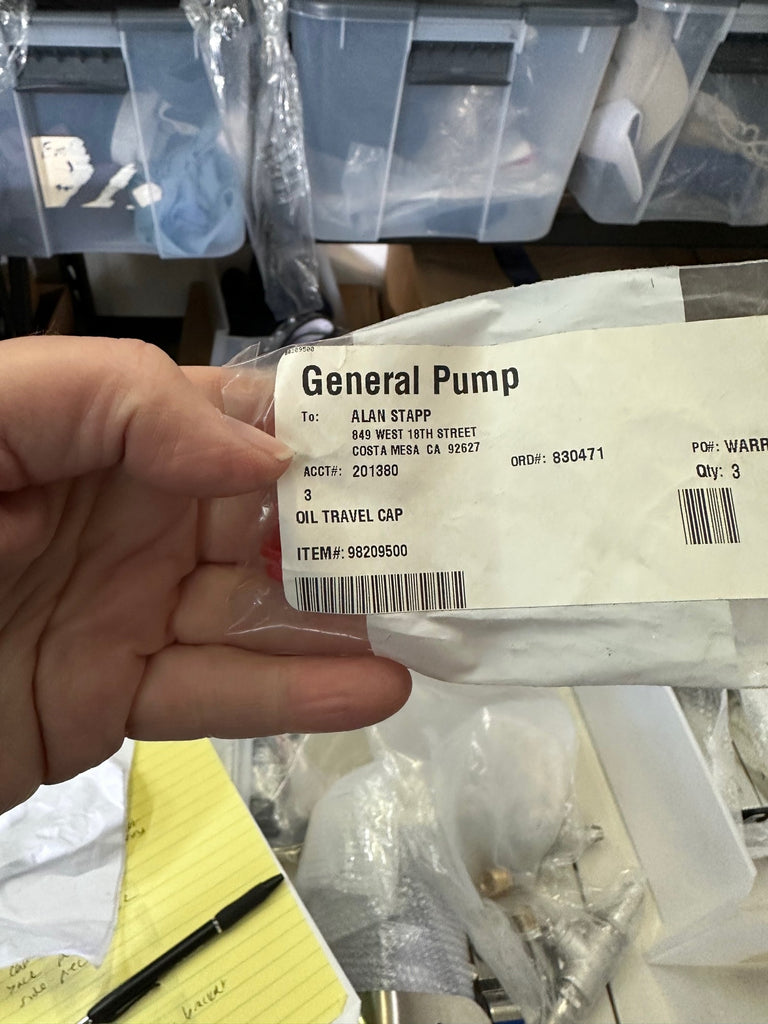 98209500
General Pump
To: ALAN STAPP
849 WEST 18TH STREET
COSTA MESA CA 92627
ACCT#: 201380
ORD#: 830471
PO#: WARR
Qty: 3
3
OIL TRAVEL CAP
ITEM#: 98209500